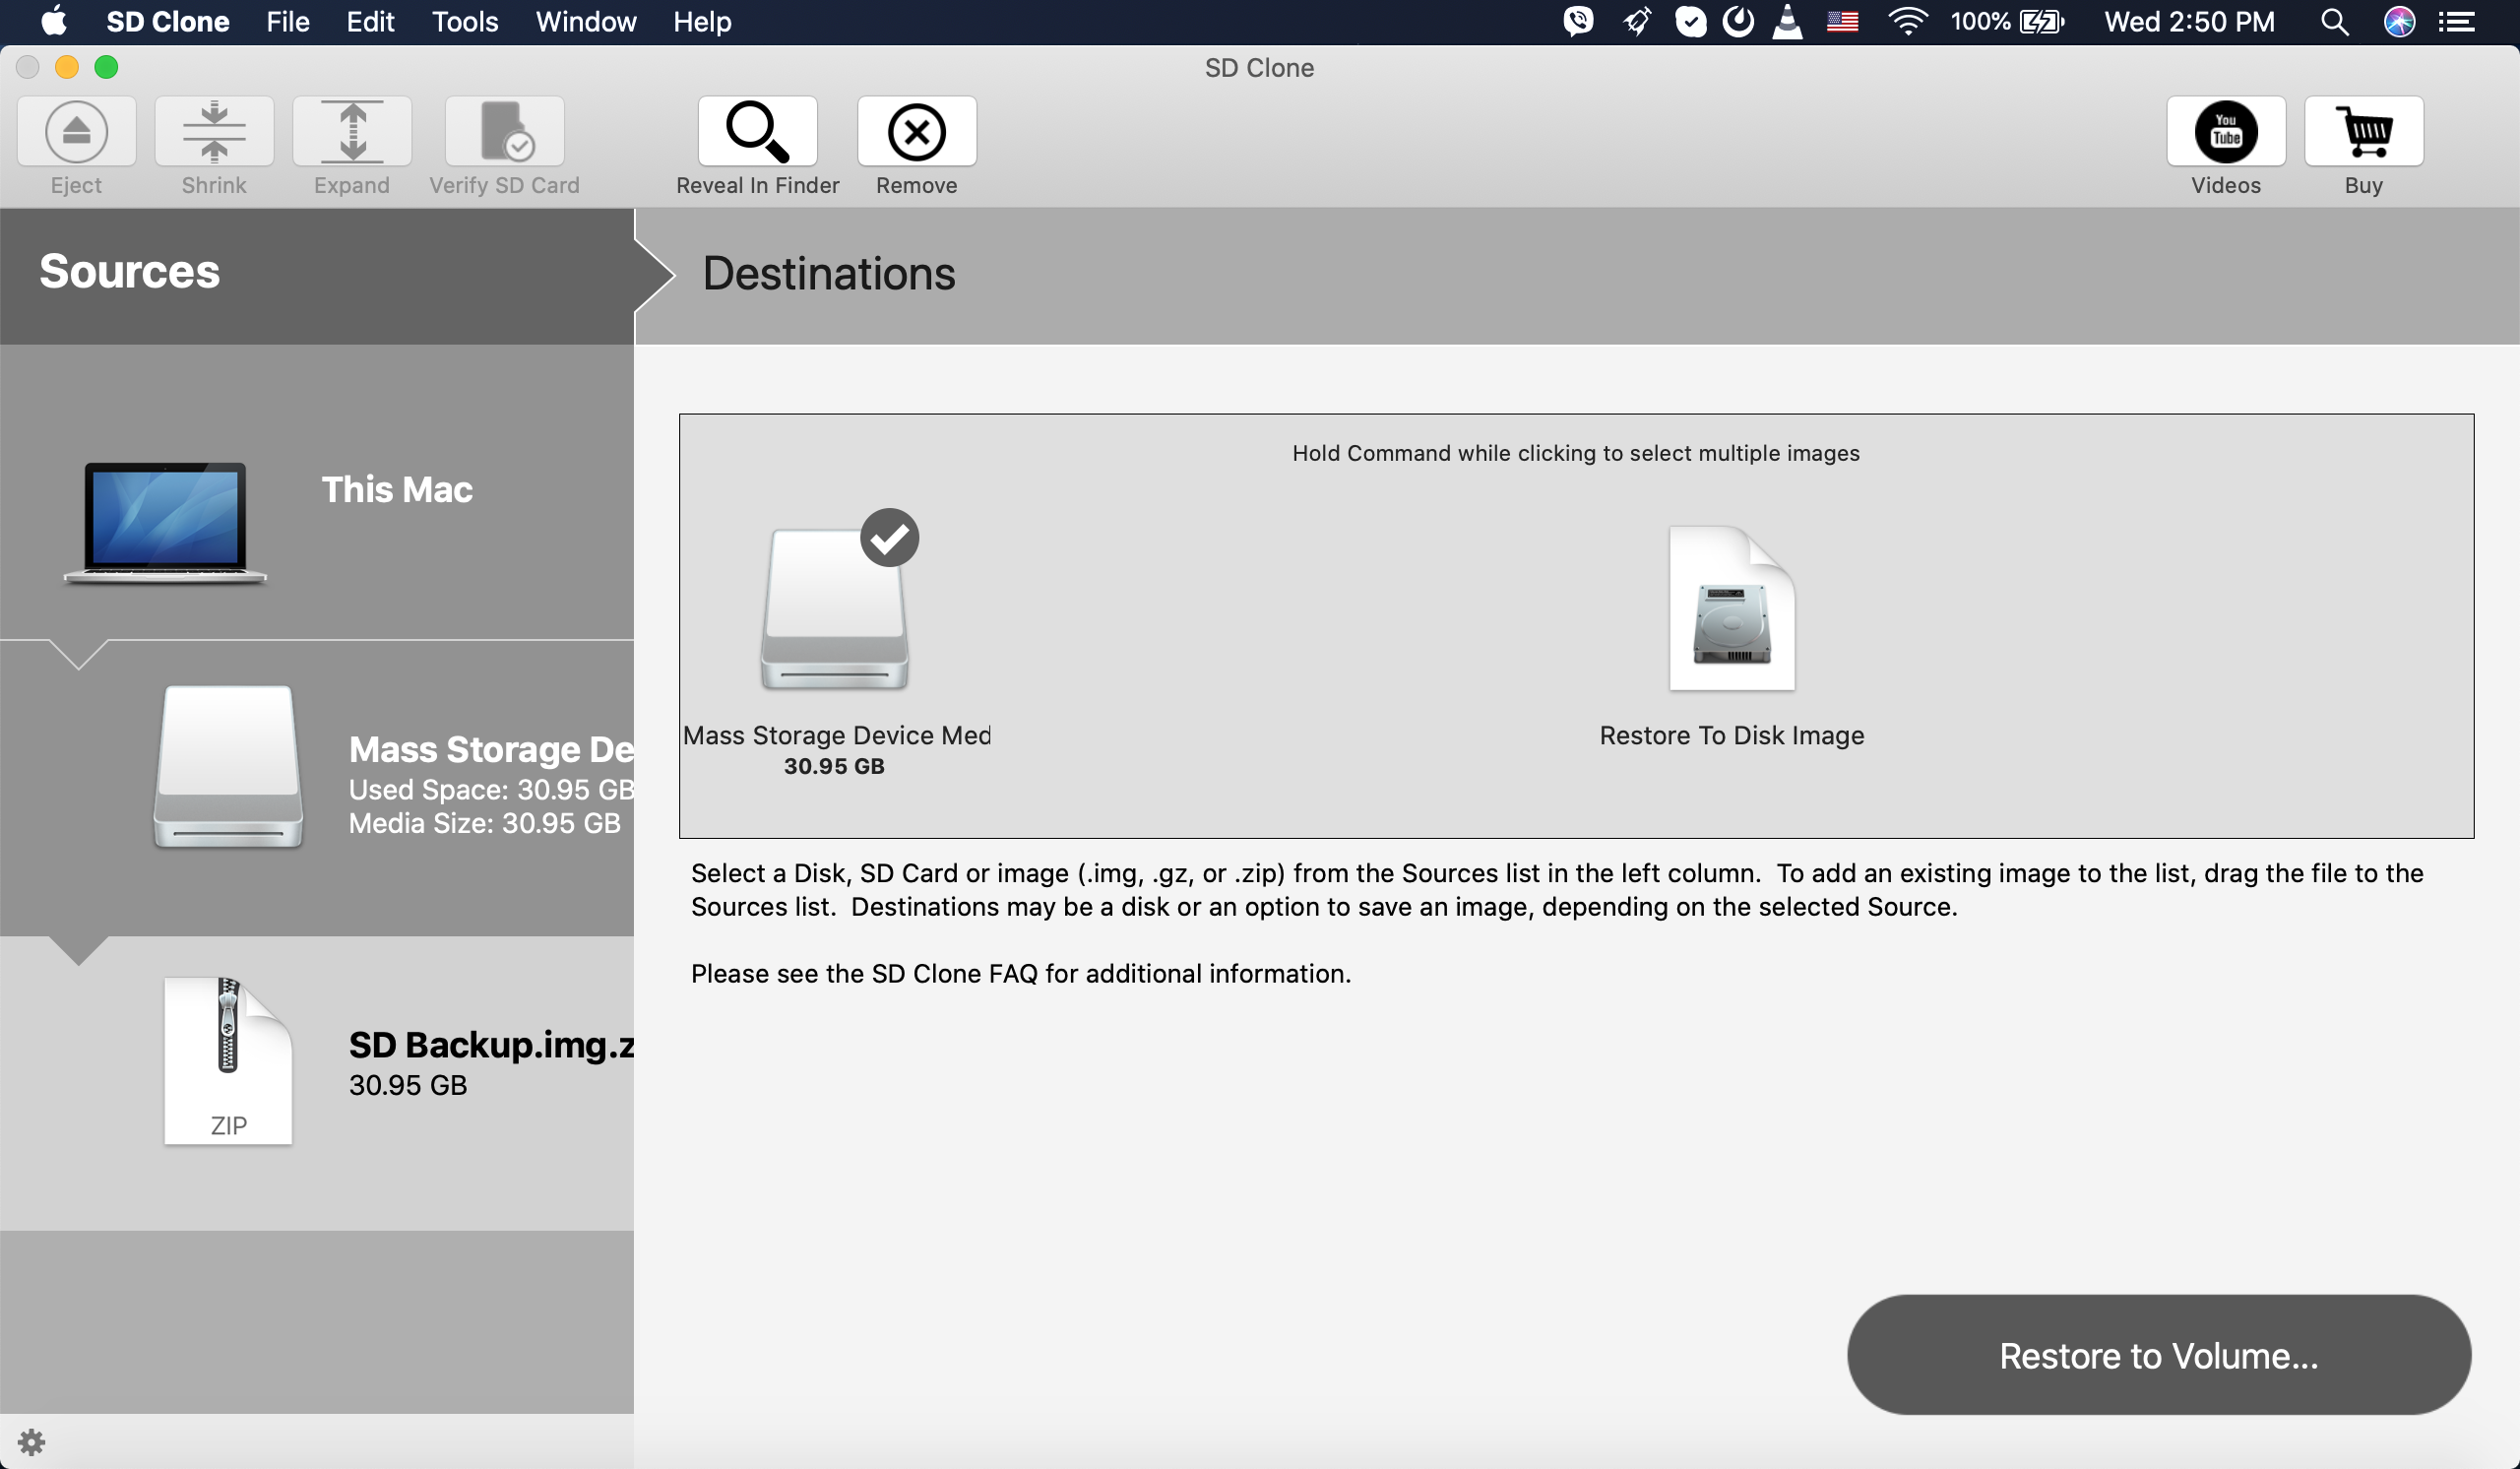 SD Clone File Edit Tools Window Help 100% Wed 2:50 PM
SD Clone
Eject Shrink Expand Verify SD Card Reveal In Finder Remove You Tube Videos Buy
Sources
Destinations
This Mac
Mass Storage De
Used Space: 30.95 GB
Media Size: 30.95 GB
ZIP
SD Backup.img.z
30.95 GB
Hold Command while clicking to select multiple images
Mass Storage Device Med
30.95 GB
Restore To Disk Image
Select a Disk, SD Card or image (.img, .gz, or .zip) from the Sources list in the left column.  To add an existing image to the list, drag the file to the
Sources list.  Destinations may be a disk or an option to save an image, depending on the selected Source.
Please see the SD Clone FAQ for additional information.
Restore to Volume...